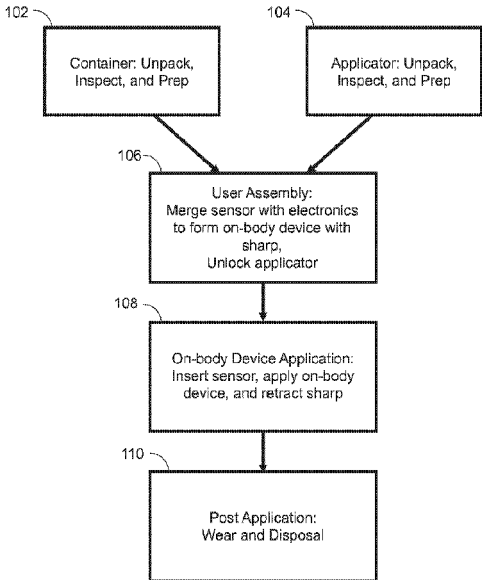 102
104
Container: Unpack,
Inspect, and Prep
Applicator: Unpack,
Inspect, and Prep
106
User Assembly:
Merge sensor with electronics
to form on-body device with
sharp,
Unlock applicator
108
On-body Device Application:
Insert sensor, apply on-body
device, and retract sharp
110
Post Application:
Wear and Disposal